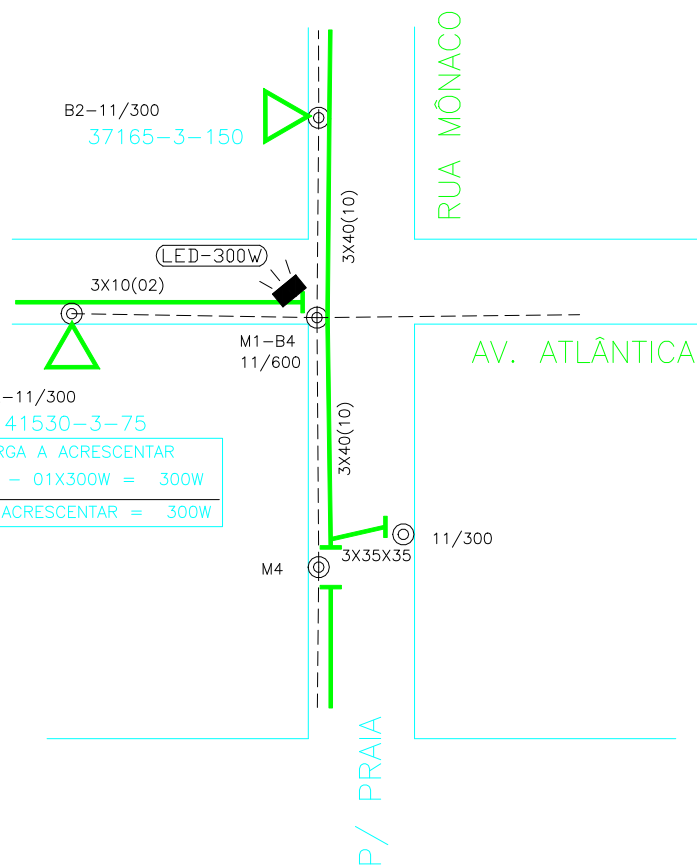 RUA MÔNACO
B2-11/300
37165-3-150
3X40(10)
LED-300W
3X10(02)
M1-B4
11/600
AV. ATLÂNTICA
-11/300
41530-3-75
RGA A ACRESCENTAR
- 01X300W = 300W
ACRESCENTAR = 300W
3X40(10)
11/300
3X35X35
M4
P/ PRAIA